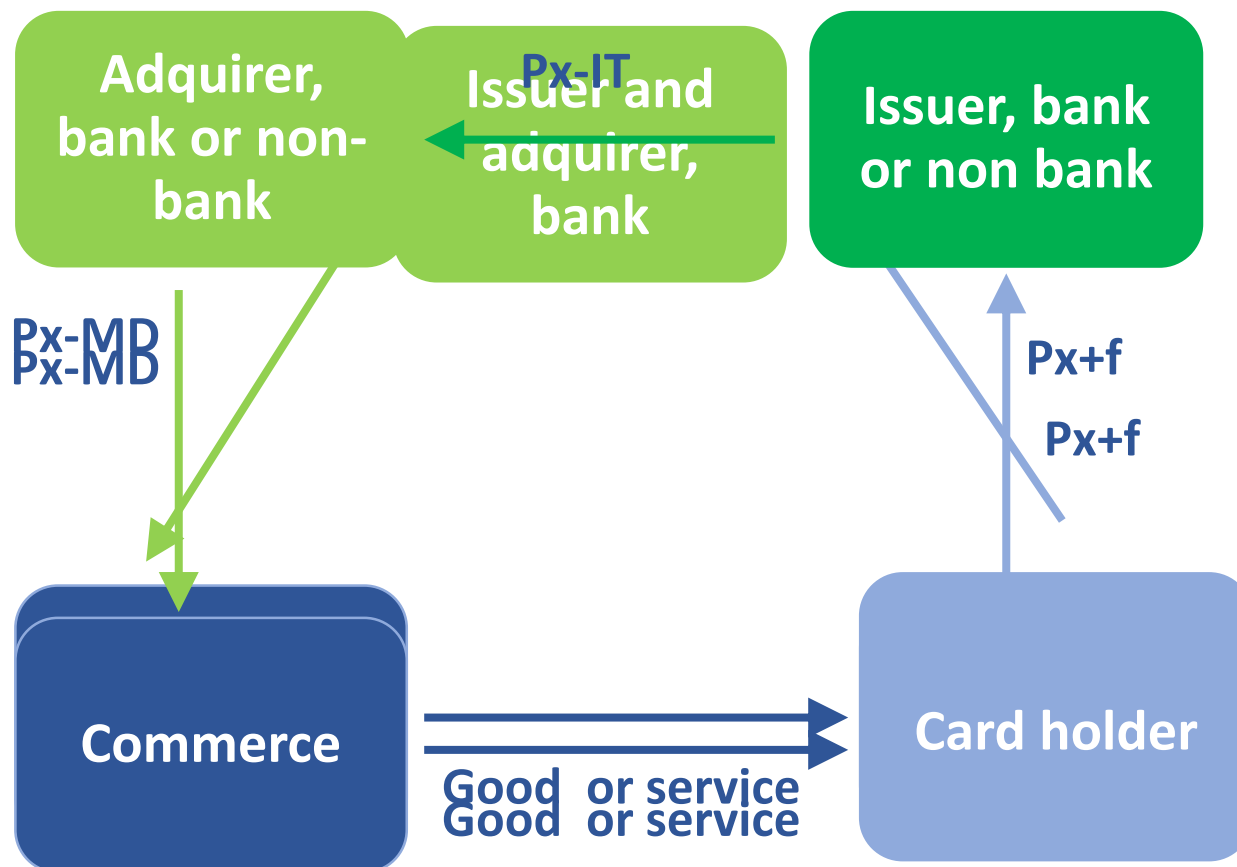 Adquirer,
bank or non-
bank
Px-IT
Issuer and
adquirer,
bank
Issuer, bank
or non bank
Px-MD
Px-MD
Px+f
Px+f
Commerce
Good or service
Good or service
Card holder